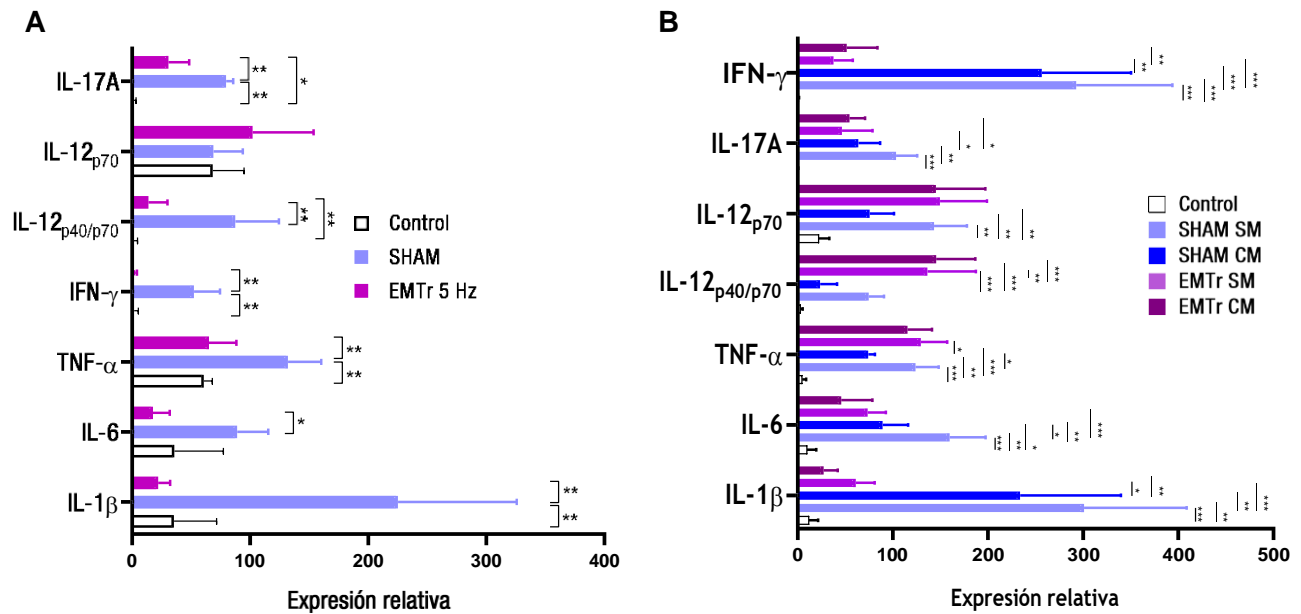 A
IL-17A
IL-12p70
IL-12p40/p70
IFN-γ
TNF-α
IL-6
IL-1β
** ** *
** **
** **
** **
*
** **
Control
SHAM
EMTr 5 Hz
0 100 200 300 400
Expresión relativa
B
IFN-γ
IL-17A
IL-12p70
IL-12p40/p70
TNF-α
IL-6
IL-1β
** **
*** *** *** ***
* *
*** **
** ** **
*** *** ** ***
*
*** ** *** *
* ** ***
*** ** *
* **
*** ** ** ***
Control
SHAM SM
SHAM CM
EMTr SM
EMTr CM
0 100 200 300 400 500
Expresión relativa